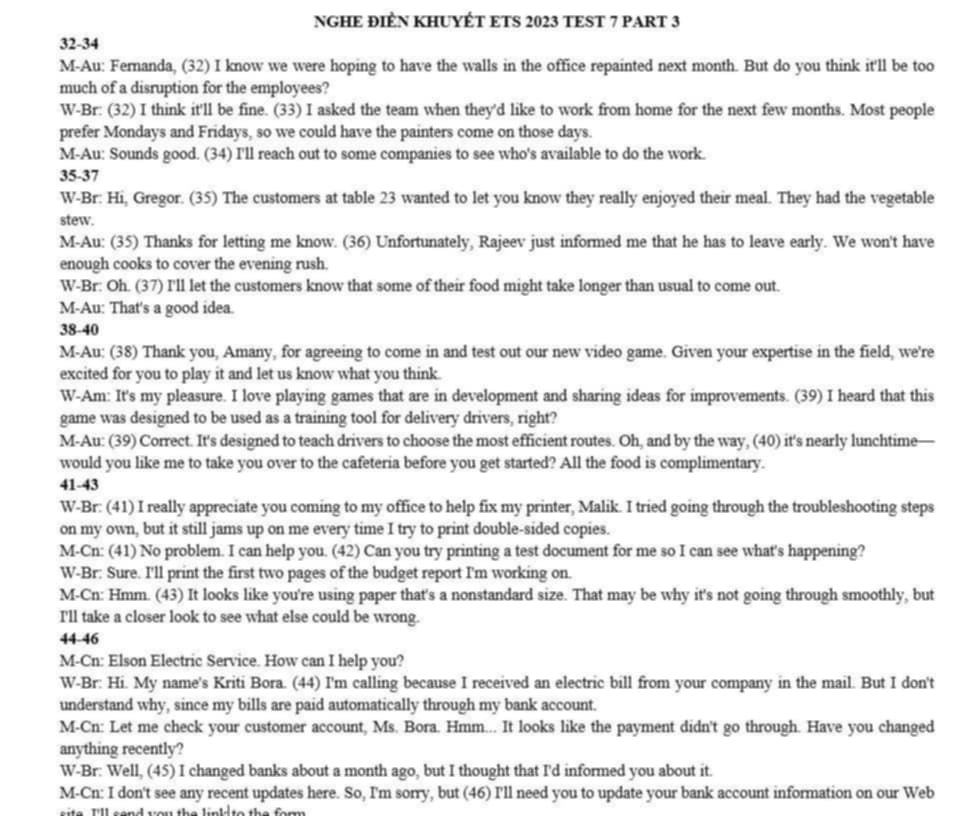 NGHE ĐIỀN KHUYẾT ETS 2023 TEST 7 PART 3
32-34
M-Au: Fernanda, (32) I know we were hoping to have the walls in the office repainted next month. But do you think it'll be too
much of a disruption for the employees?
W-Br: (32) I think it'll be fine. (33) I asked the team when they'd like to work from home for the next few months. Most people
prefer Mondays and Fridays, so we could have the painters come on those days.
M-Au: Sounds good. (34) I'll reach out to some companies to see who's available to do the work.
35-37
W-Br: Hi, Gregor. (35) The customers at table 23 wanted to let you know they really enjoyed their meal. They had the vegetable
stew.
M-Au: (35) Thanks for letting me know. (36) Unfortunately, Rajeev just informed me that he has to leave early. We won't have
enough cooks to cover the evening rush.
W-Br: Oh. (37) I'll let the customers know that some of their food might take longer than usual to come out.
M-Au: That's a good idea.
38-40
M-Au: (38) Thank you, Amany, for agreeing to come in and test out our new video game. Given your expertise in the field, we're
excited for you to play it and let us know what you think.
W-Am: It's my pleasure. I love playing games that are in development and sharing ideas for improvements. (39) I heard that this
game was designed to be used as a training tool for delivery drivers, right?
M-Au: (39) Correct. It's designed to teach drivers to choose the most efficient routes. Oh, and by the way, (40) it's nearly lunchtime—
would you like me to take you over to the cafeteria before you get started? All the food is complimentary.
41-43
W-Br: (41) I really appreciate you coming to my office to help fix my printer, Malik. I tried going through the troubleshooting steps
on my own, but it still jams up on me every time I try to print double-sided copies.
M-Cn: (41) No problem. I can help you. (42) Can you try printing a test document for me so I can see what's happening?
W-Br: Sure. I'll print the first two pages of the budget report I'm working on.
M-Cn: Hmm. (43) It looks like you're using paper that's a nonstandard size. That may be why it's not going through smoothly, but
I'll take a closer look to see what else could be wrong.
44-46
M-Cn: Elson Electric Service. How can I help you?
W-Br: Hi. My name's Kriti Bora. (44) I'm calling because I received an electric bill from your company in the mail. But I don't
understand why, since my bills are paid automatically through my bank account.
M-Cn: Let me check your customer account, Ms. Bora. Hmm... It looks like the payment didn't go through. Have you changed
anything recently?
W-Br: Well, (45) I changed banks about a month ago, but I thought that I'd informed you about it.
M-Cn: I don't see any recent updates here. So, I'm sorry, but (46) I'll need you to update your bank account information on our Web
site. I'll send you the link to the form.